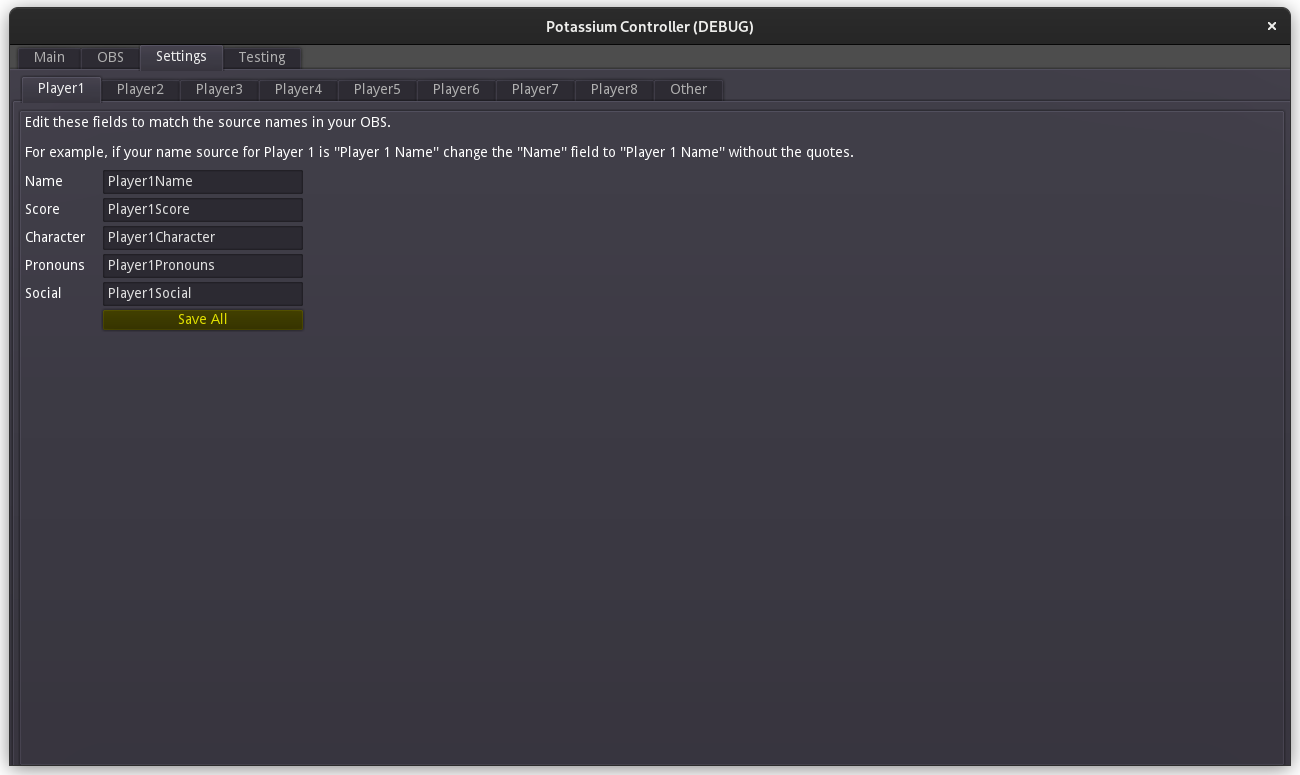 Potassium Controller (DEBUG) ×
Main OBS Settings Testing
Player1 Player2 Player3 Player4 Player5 Player6 Player7 Player8 Other
Edit these fields to match the source names in your OBS.
For example, if your name source for Player 1 is "Player 1 Name" change the "Name" field to "Player 1 Name" without the quotes.
Name Player1Name
Score Player1Score
Character Player1Character
Pronouns Player1Pronouns
Social Player1Social
Save All